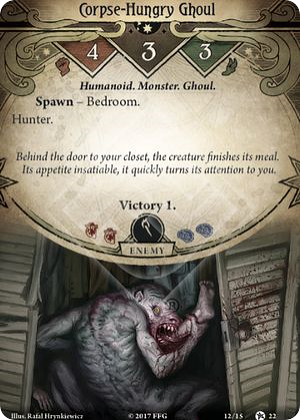 Corpse-Hungry Ghoul
4 3 3
Humanoid. Monster. Ghoul.
Spawn – Bedroom.
Hunter.
Behind the door to your closet, the creature finishes its meal.
Its appetite insatiable, it quickly turns its attention to you.
Victory 1.
ENEMY
Illus. Rafał Hrynkiewicz © 2017 FFG 12/15 22